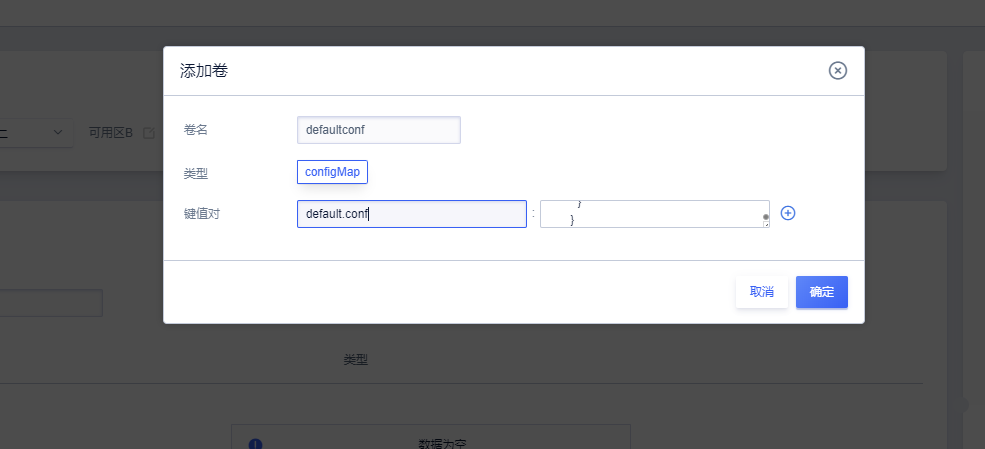 添加卷
二
可用区B
卷名
defaultconf
类型
configMap
键值对
default.conf
:
}
}
取消
确定
类型
数据为空